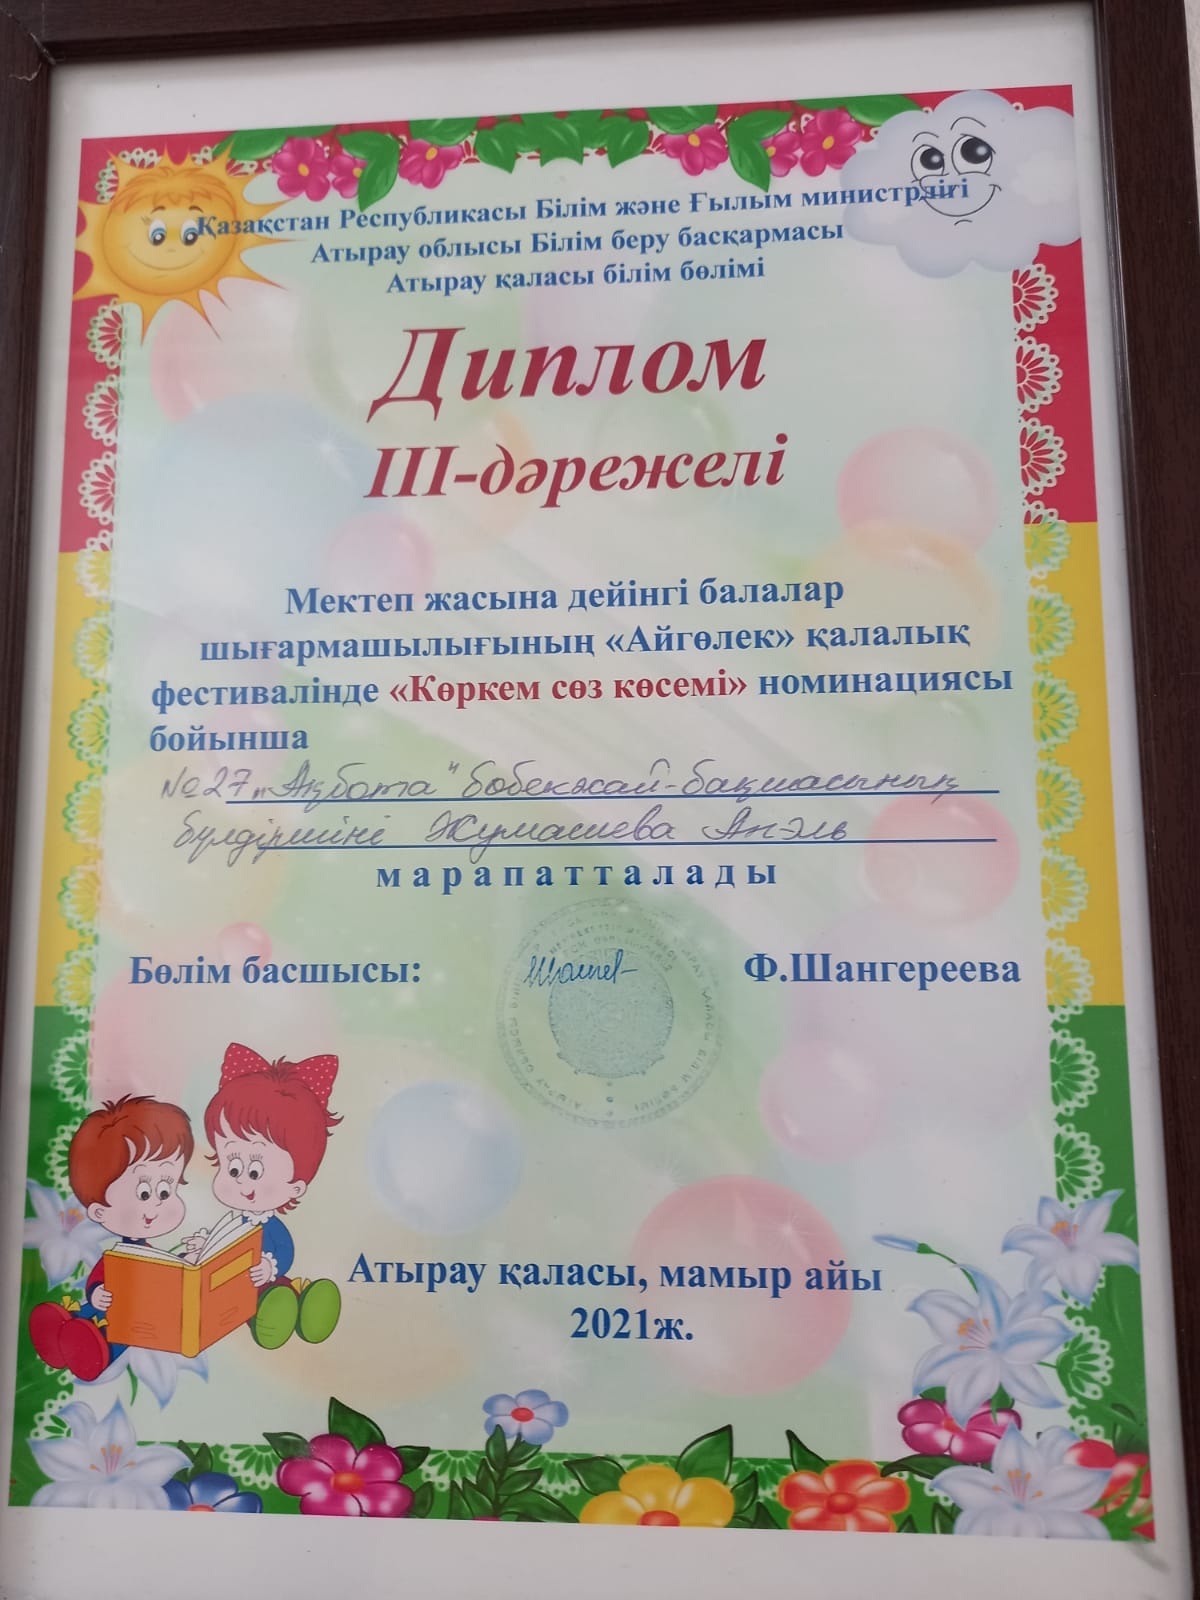 Қазақстан Республикасы Білім және Ғылым министрлігі
Атырау облысы Білім беру басқармасы
Атырау қаласы білім бөлімі
Диплом
III-дәрежелі
Мектеп жасына дейінгі балалар
шығармашылығының «Айгөлек» қалалық
фестивалінде «Көркем сөз көсемі» номинациясы
бойынша
№27 „Ақбота" бөбекжай-бақшасының
бүлдіршіні Жумашева Анэль
марапатталады
Бөлім басшысы: Ф.Шангереева
Атырау қаласы, мамыр айы
2021ж.